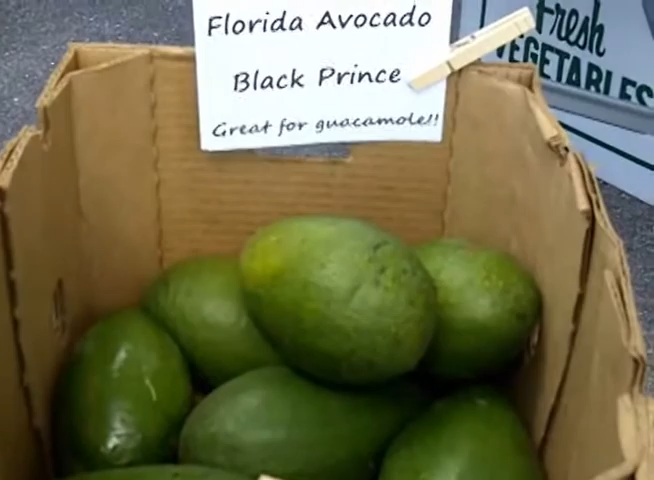 Florida Avocado
Black Prince
Great for guacamole!!
Fresh
VEGETABLES